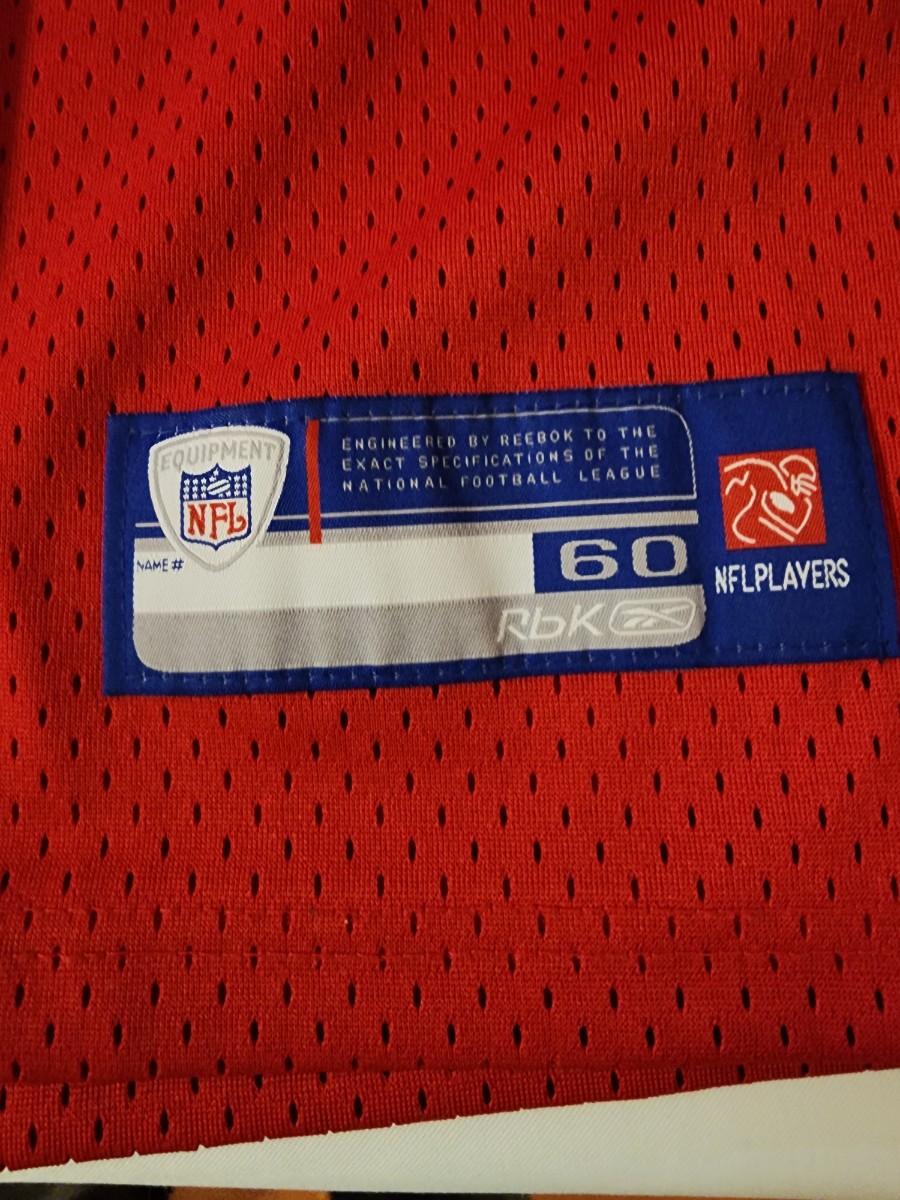 EQUIPMENT
NFL
ENGINEERED BY REEBOK TO THE
EXACT SPECIFICATIONS OF THE
NATIONAL FOOTBALL LEAGUE
NAME #
60
RbK
NFLPLAYERS